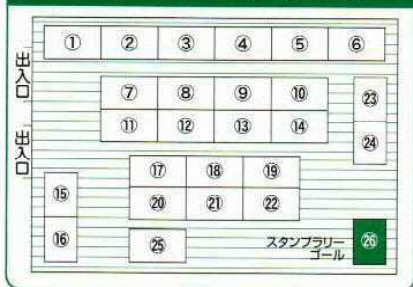 ① ② ③ ④ ⑤ ⑥
出入口
⑦ ⑧ ⑨ ⑩
㉓
⑪ ⑫ ⑬ ⑭
㉔
出入口
⑰ ⑱ ⑲
⑮
⑳ ㉑ ㉒
⑯
㉕
スタンプラリー
ゴール
㉖